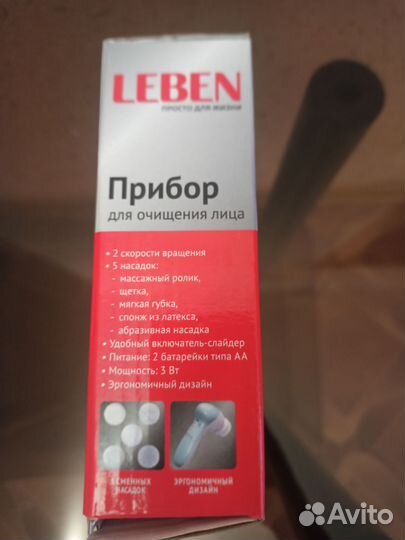 LEBEN
ПРОСТО ДЛЯ ЖИЗНИ
Прибор
для очищения лица
• 2 скорости вращения
• 5 насадок:
- массажный ролик,
- щетка,
- мягкая губка,
- спонж из латекса,
- абразивная насадка
• Удобный включатель-слайдер
• Питание: 2 батарейки типа АА
• Мощность: 3 Вт
• Эргономичный дизайн
5 СМЕННЫХ
НАСАДОК
ЭРГОНОМИЧНЫЙ
ДИЗАЙН
Avito